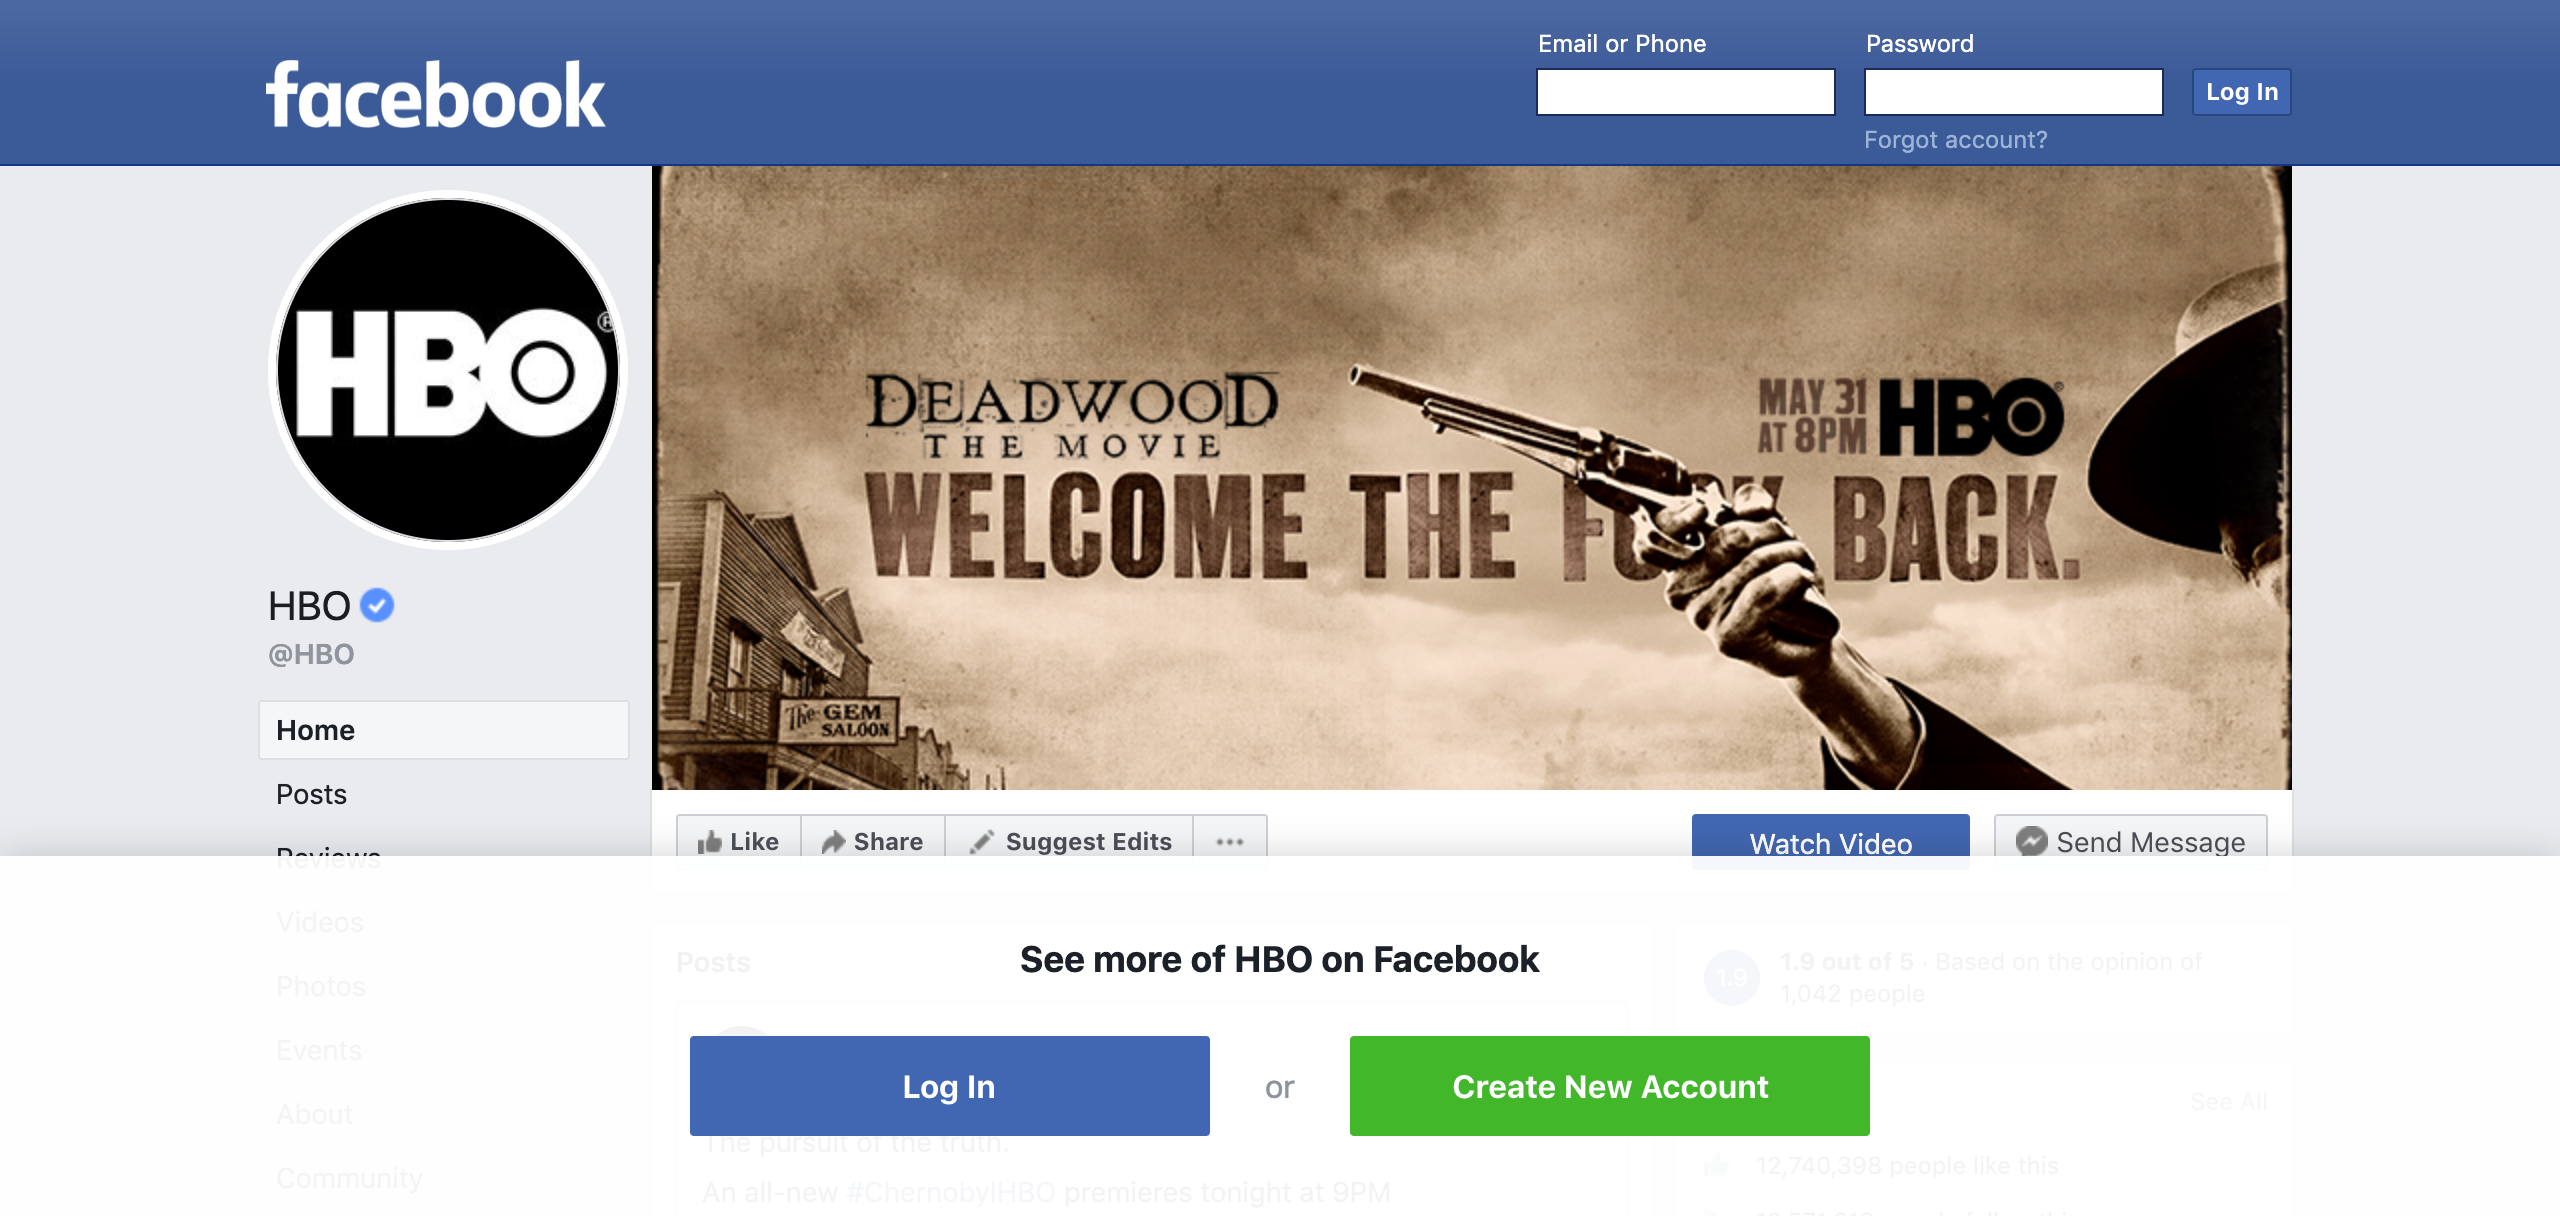 facebook
Email or Phone
Password
Log In
Forgot account?
HBO®
HBO
@HBO
Home
Posts
Reviews
Videos
Photos
Events
About
Community
DEADWOOD
THE MOVIE
MAY 31
AT 8PM
HBO®
WELCOME THE BACK.
The GEM
SALOON
Like
Share
Suggest Edits
Watch Video
Send Message
See more of HBO on Facebook
Log In
or
Create New Account
Posts
The pursuit of the truth.
An all-new #ChernobylHBO premieres tonight at 9PM
1.9
1.9 out of 5 · Based on the opinion of
1,042 people
See All
12,740,398 people like this